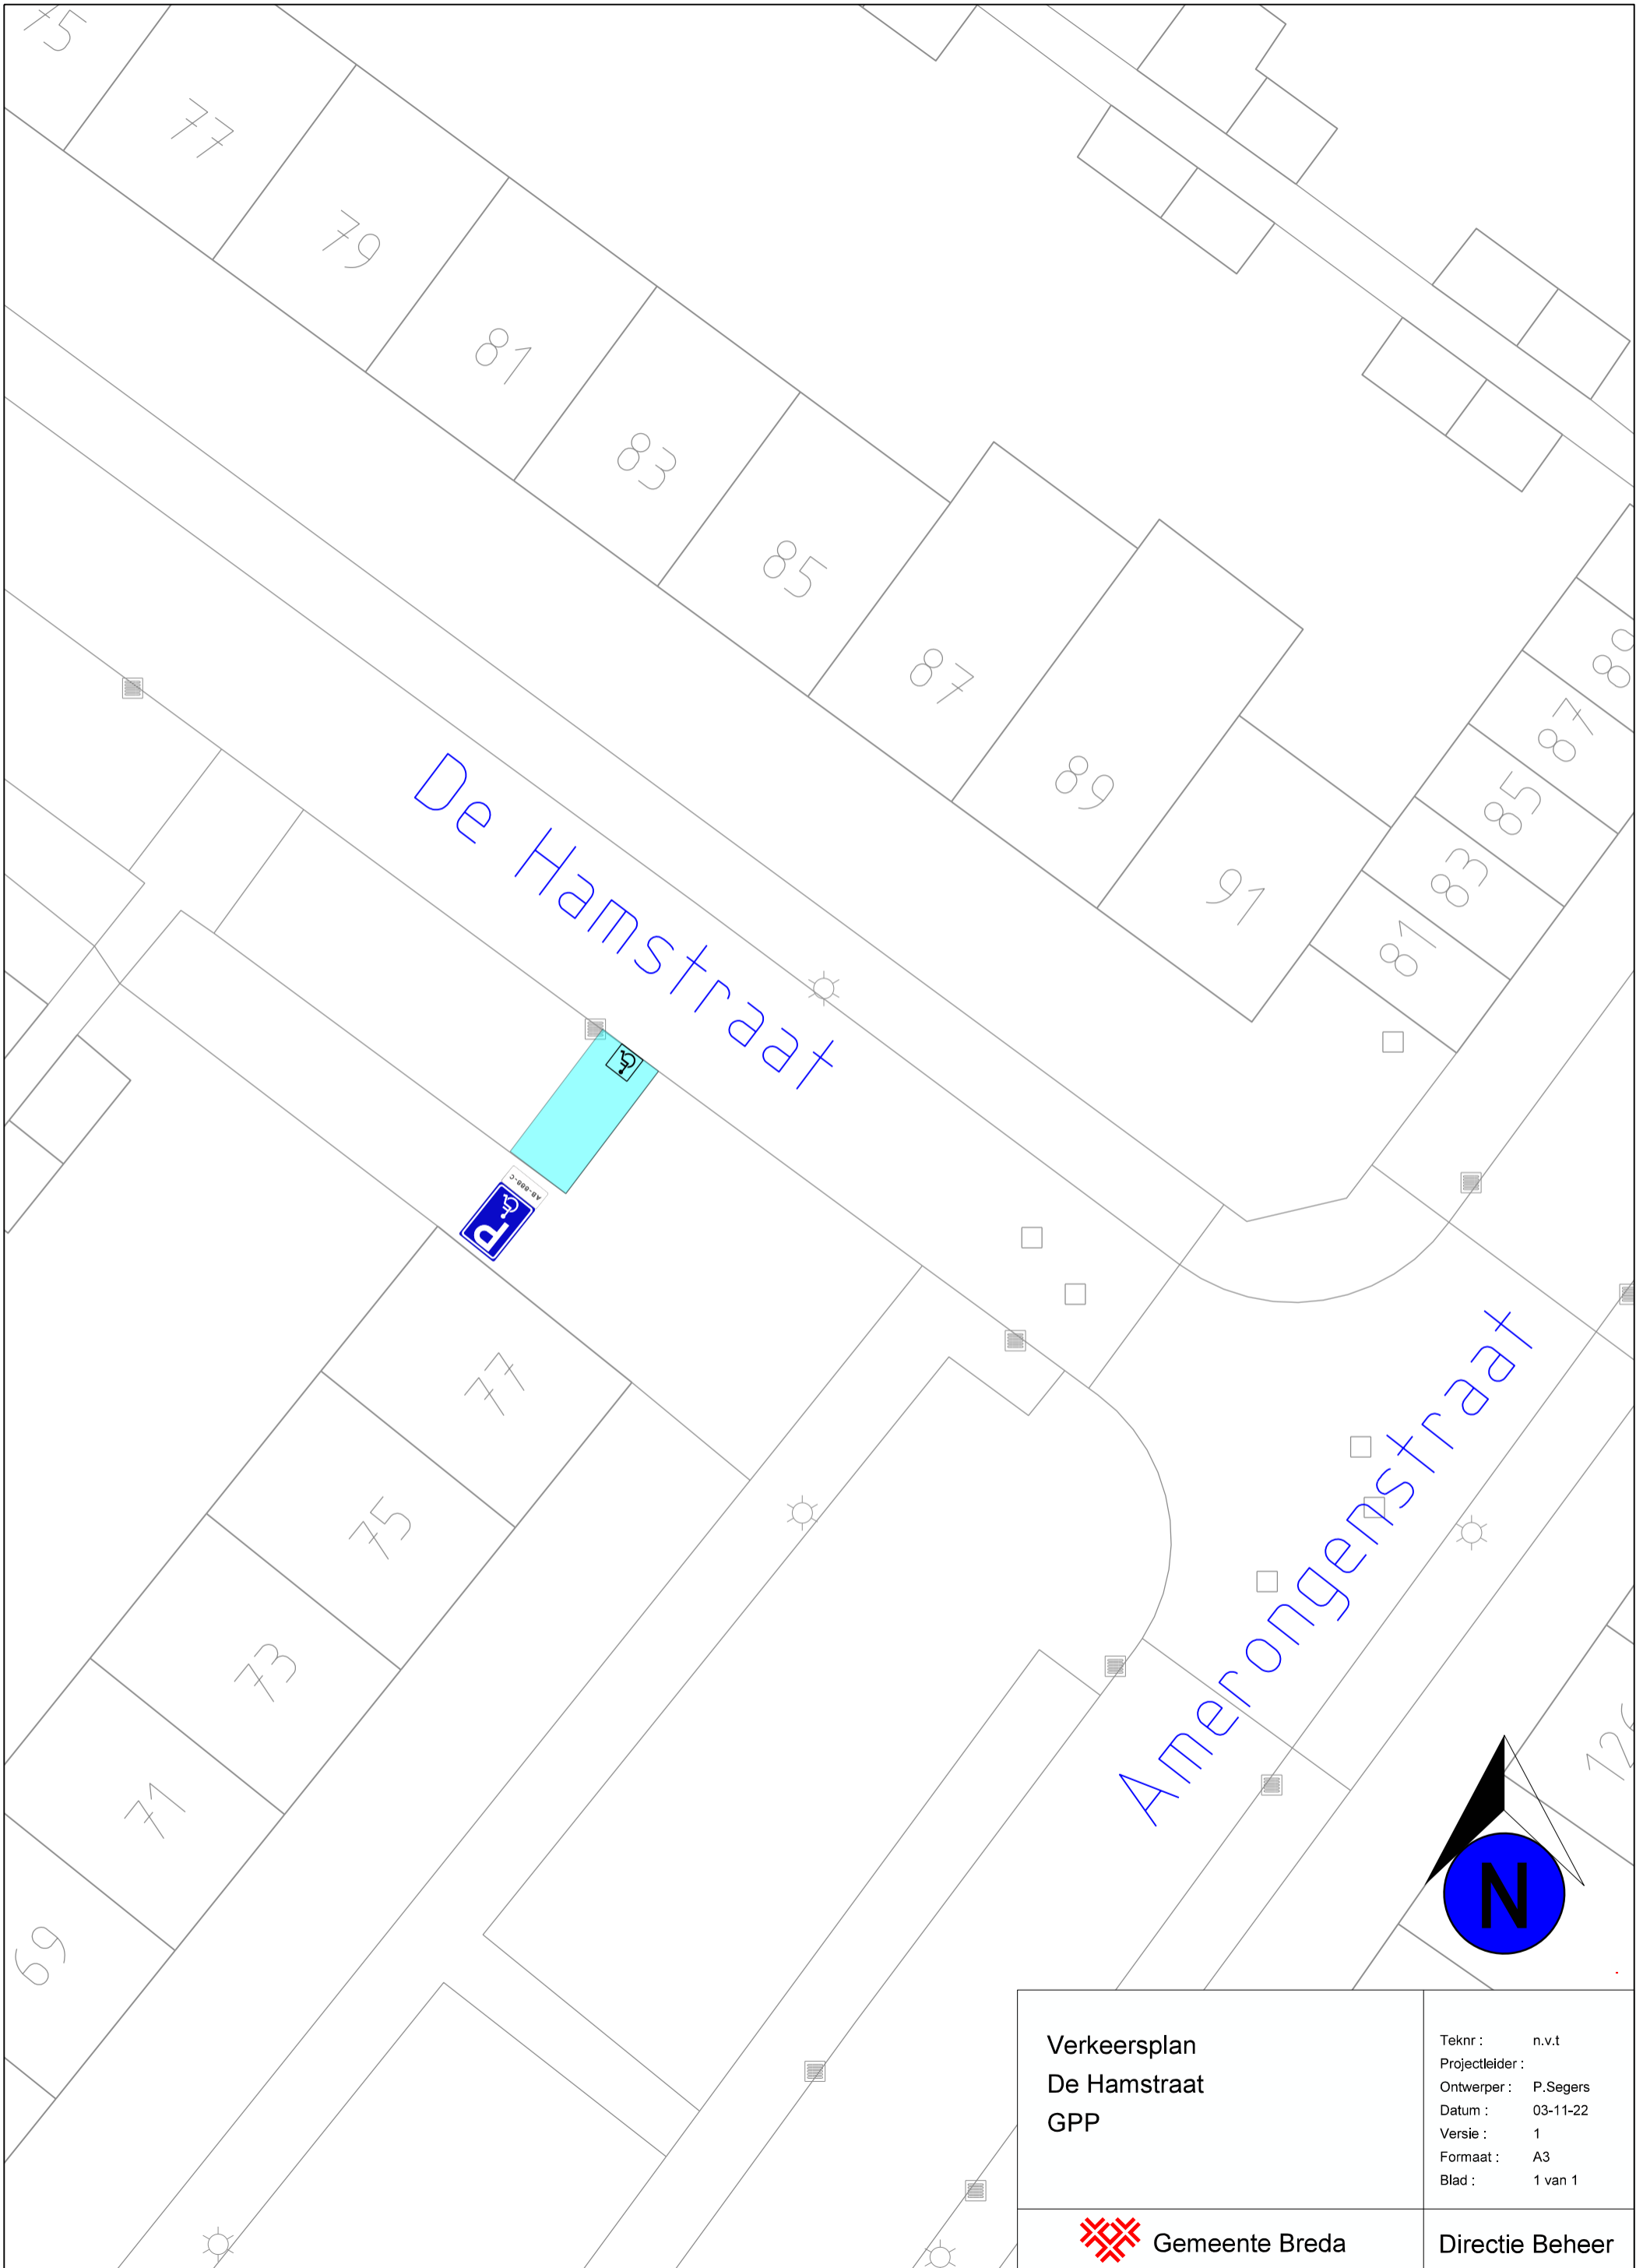 75
77
79
81
83
85
87
89
91
87
85
83
81
De Hamstraat
P
77
75
73
71
69
Amerongenstraat
N
Verkeersplan
De Hamstraat
GPP
Teknr : n.v.t
Projectleider :
Ontwerper : P.Segers
Datum : 03-11-22
Versie : 1
Formaat : A3
Blad : 1 van 1
Gemeente Breda
Directie Beheer